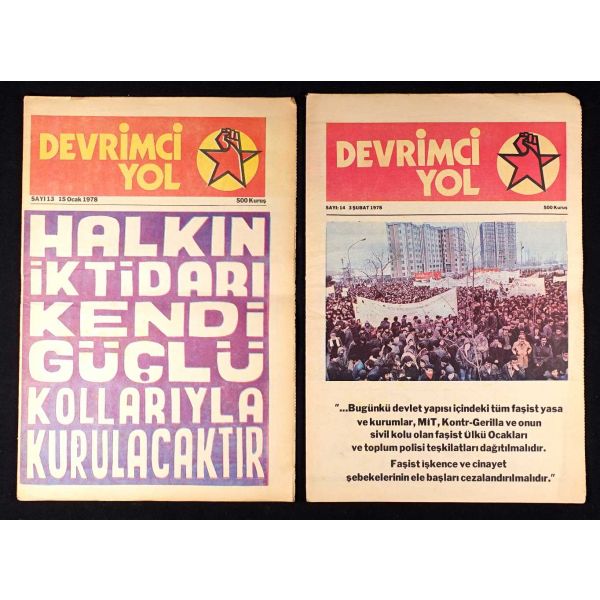 DEVRİMCİ
YOL
SAYI 13 15 Ocak 1978
500 Kuruş
HALKIN
İKTİDARI
KENDİ
GÜÇLÜ
KOLLARIYLA
KURULACAKTIR
DEVRİMCİ
YOL
SAYI: 14 3 ŞUBAT 1978
500 Kuruş
"...Bugünkü devlet yapısı içindeki tüm faşist yasa
ve kurumlar, MİT, Kontr-Gerilla ve onun
sivil kolu olan faşist Ülkü Ocakları
ve toplum polisi teşkilatları dağıtılmalıdır.
Faşist işkence ve cinayet
şebekelerinin ele başları cezalandırılmalıdır."